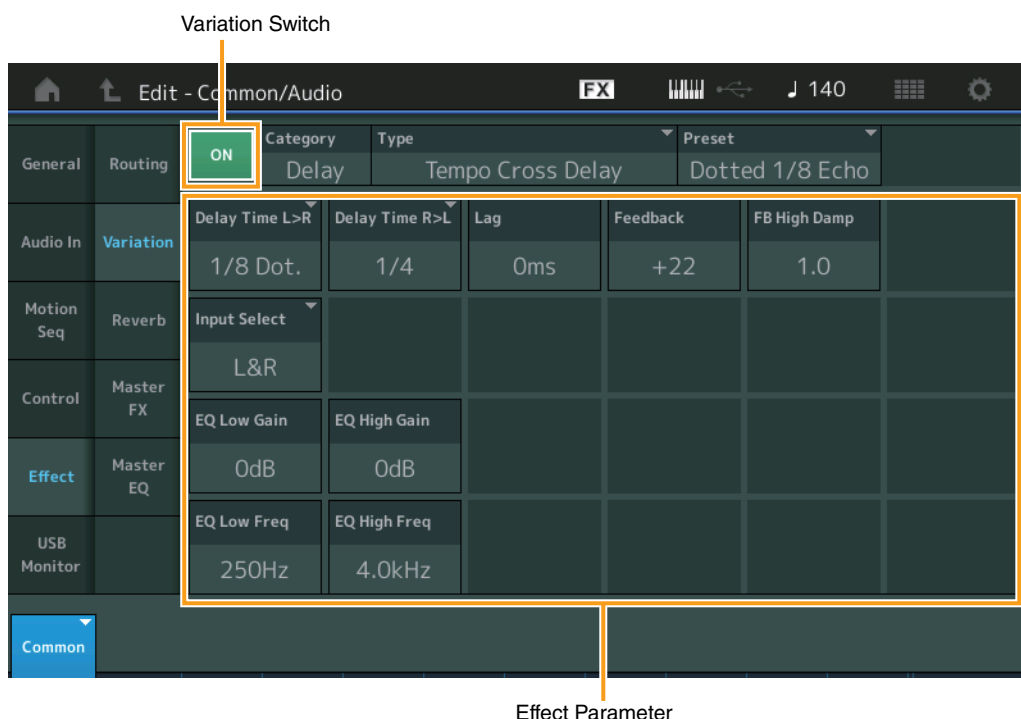 Variation Switch
Edit - Common/Audio
FX
♩ 140
General
Routing
ON
Category
Delay
Type
Tempo Cross Delay
Preset
Dotted 1/8 Echo
Audio In
Variation
Delay Time L>R
1/8 Dot.
Delay Time R>L
1/4
Lag
0ms
Feedback
+22
FB High Damp
1.0
Motion
Seq
Reverb
Input Select
L&R
Control
Master
FX
EQ Low Gain
0dB
EQ High Gain
0dB
Effect
Master
EQ
EQ Low Freq
250Hz
EQ High Freq
4.0kHz
USB
Monitor
Common
Effect Parameter